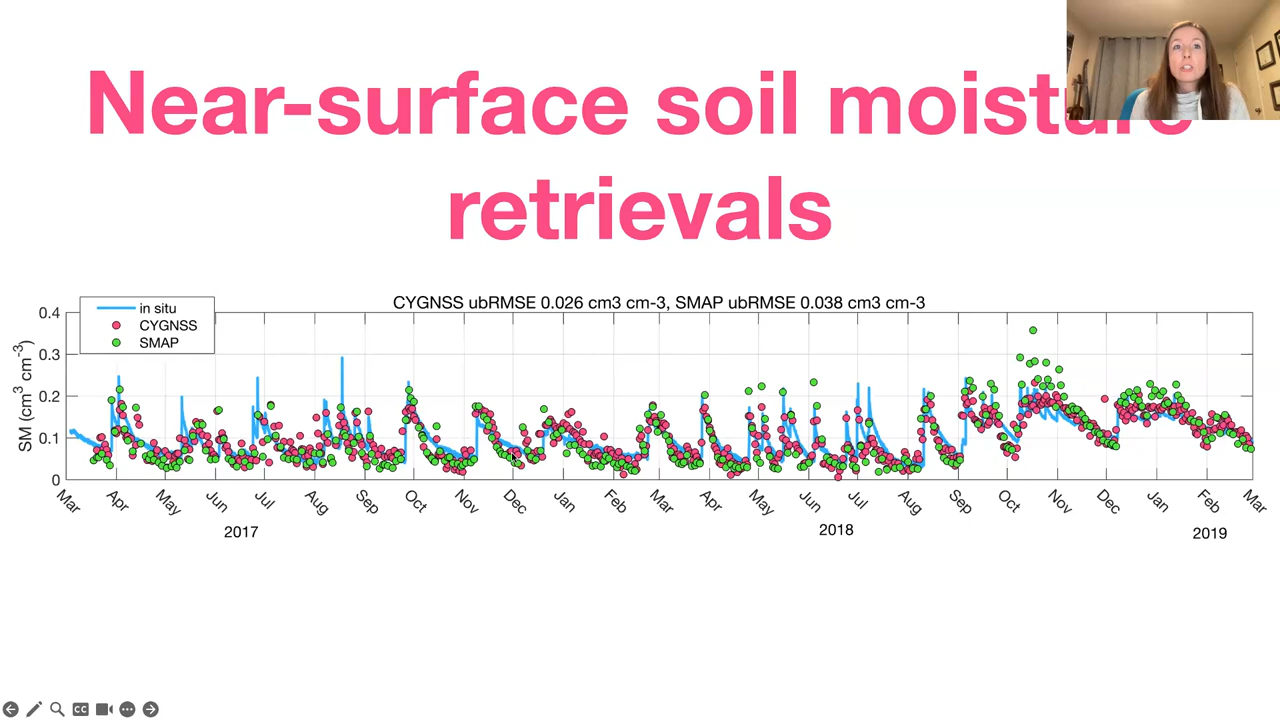 Near-surface soil moisture
retrievals
CYGNSS ubRMSE 0.026 cm3 cm-3, SMAP ubRMSE 0.038 cm3 cm-3
in situ
CYGNSS
SMAP
SM (cm3 cm-3)
0.4
0.3
0.2
0.1
0
Mar Apr May Jun Jul Aug Sep Oct Nov Dec Jan Feb Mar Apr May Jun Jul Aug Sep Oct Nov Dec Jan Feb Mar
2017 2018 2019
CC